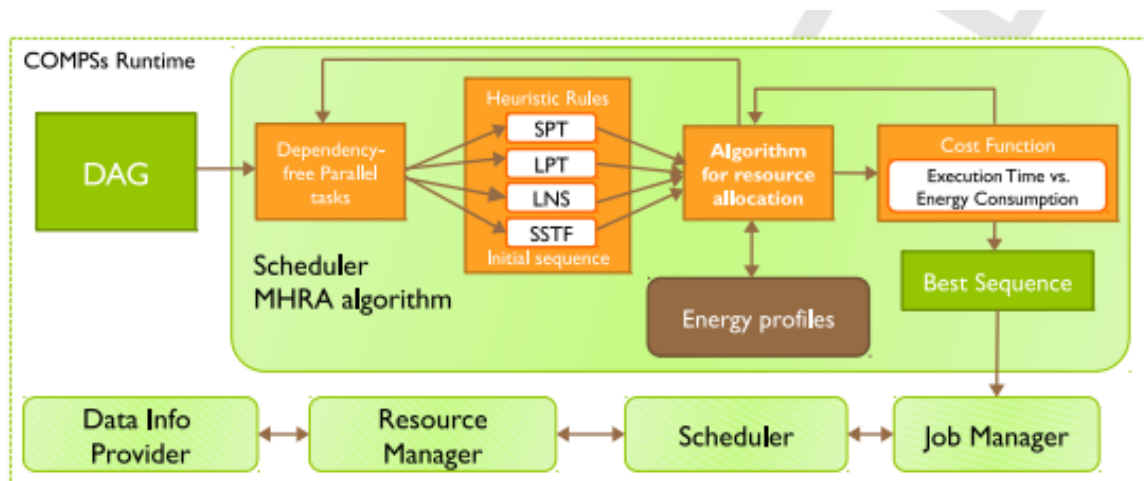 COMPSs Runtime
DAG
Dependency-
free Parallel
tasks
Heuristic Rules
SPT
LPT
LNS
SSTF
Initial sequence
Algorithm
for resource
allocation
Cost Function
Execution Time vs.
Energy Consumption
Scheduler
MHRA algorithm
Energy profiles
Best Sequence
Data Info
Provider
Resource
Manager
Scheduler
Job Manager